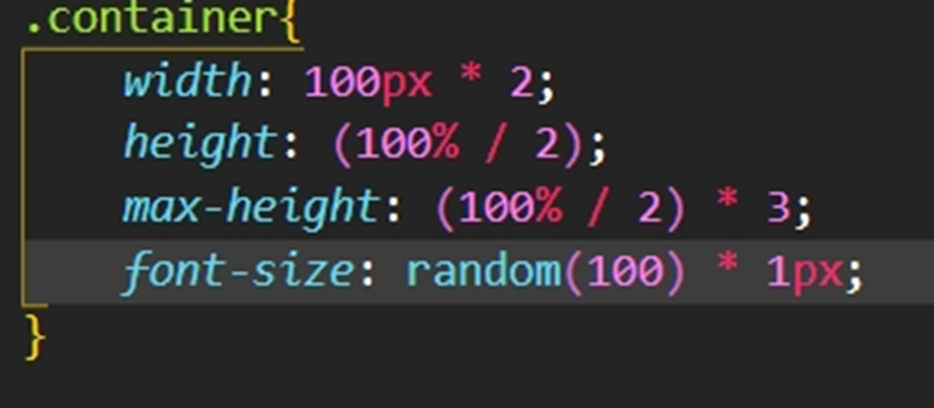 .container{
width: 100px * 2;
height: (100% / 2);
max-height: (100% / 2) * 3;
font-size: random(100) * 1px;
}